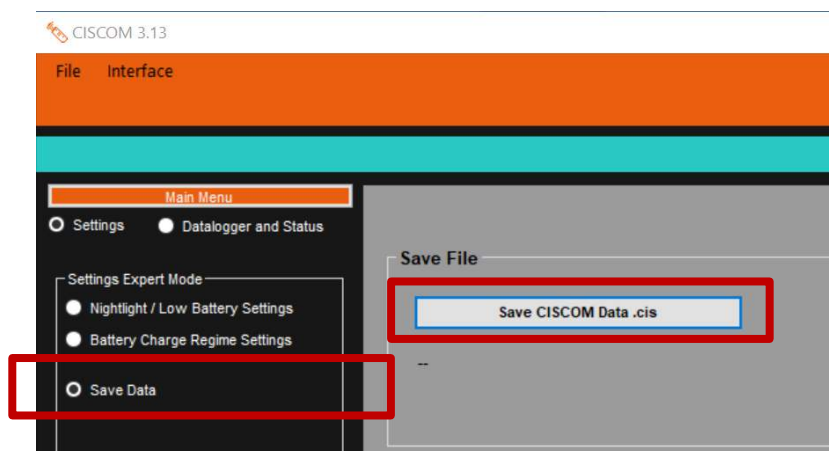 CISCOM 3.13
File Interface
Main Menu
Settings Datalogger and Status
Settings Expert Mode
Nightlight / Low Battery Settings
Battery Charge Regime Settings
Save Data
Save File
Save CISCOM Data .cis
--